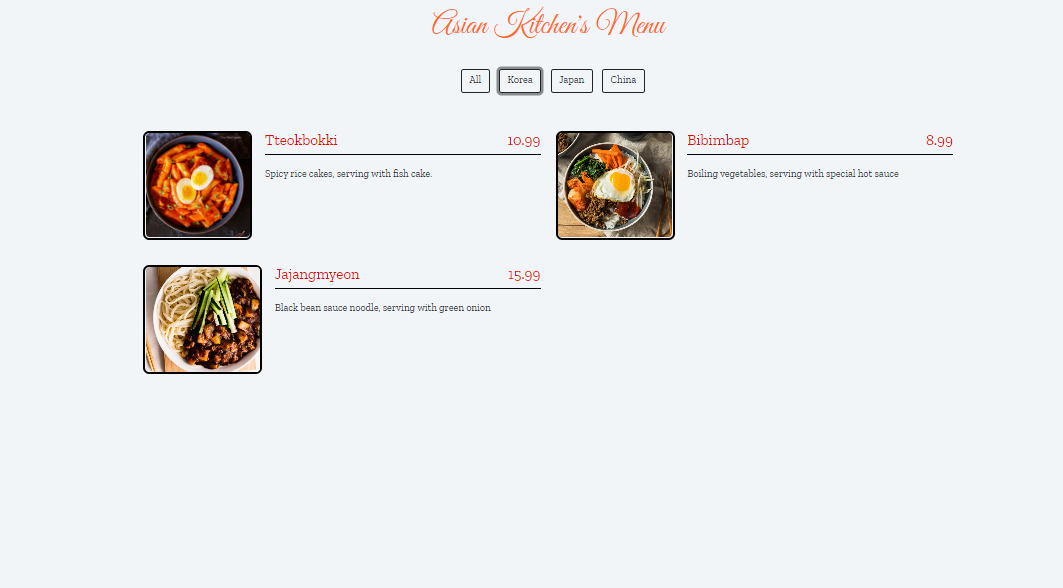 Asian Kitchen's Menu
All Korea Japan China
Tteokbokki 10.99
Spicy rice cakes, serving with fish cake.
Bibimbap 8.99
Boiling vegetables, serving with special hot sauce
Jajangmyeon 15.99
Black bean sauce noodle, serving with green onion